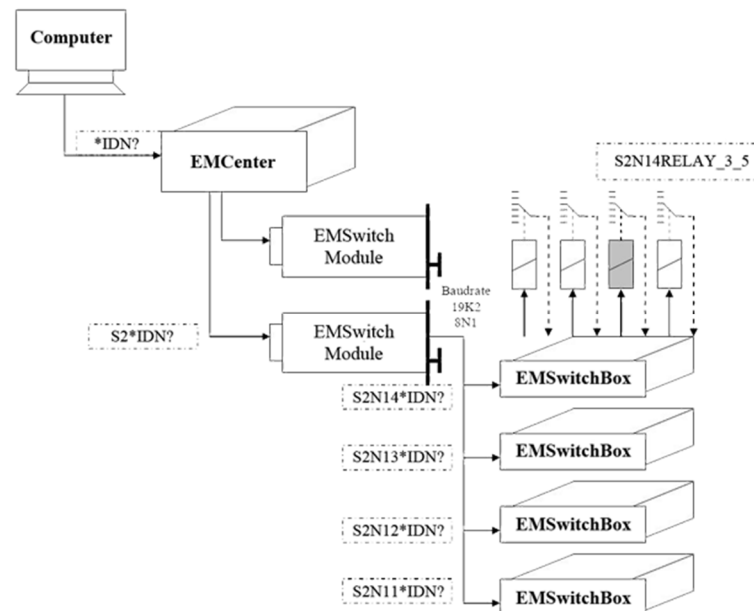 Computer
*IDN?
EMCenter
S2N14RELAY_3_5
EMSwitch
Module
Baudrate
19K2
8N1
EMSwitch
Module
S2*IDN?
EMSwitchBox
S2N14*IDN?
EMSwitchBox
S2N13*IDN?
EMSwitchBox
S2N12*IDN?
EMSwitchBox
S2N11*IDN?